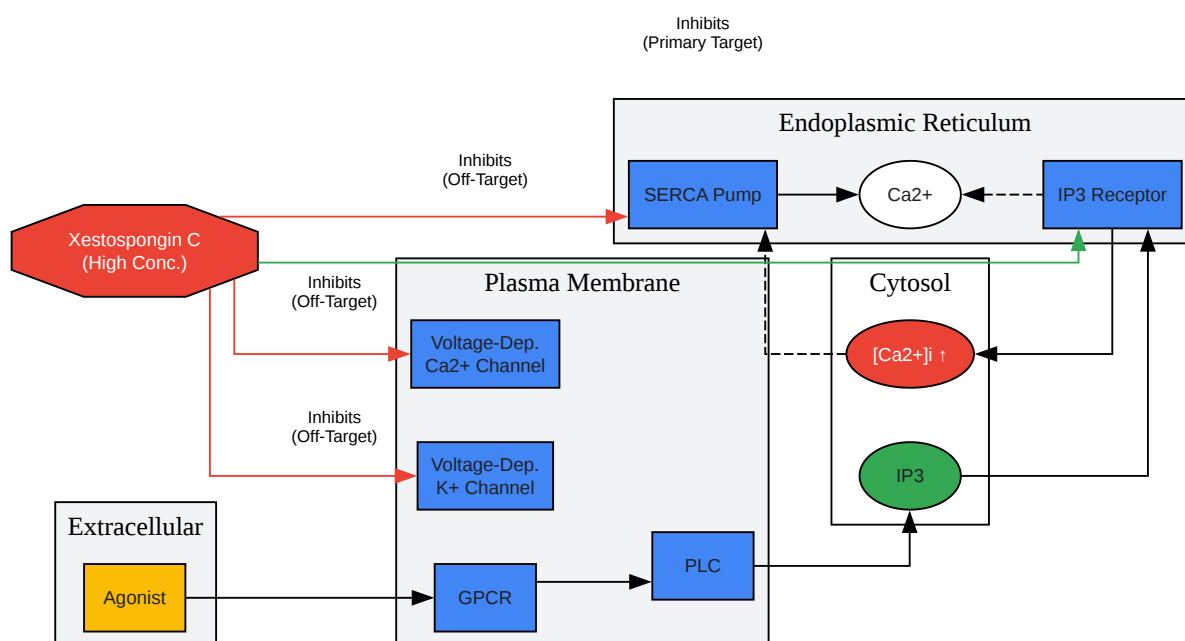 Inhibits
(Primary Target)
Endoplasmic Reticulum
Inhibits
(Off-Target)
SERCA Pump
Ca2+
IP3 Receptor
Xestospongin C
(High Conc.)
Inhibits
(Off-Target)
Plasma Membrane
Cytosol
Voltage-Dep.
Ca2+ Channel
[Ca2+]i ↑
Inhibits
(Off-Target)
Voltage-Dep.
K+ Channel
IP3
Extracellular
Agonist
GPCR
PLC